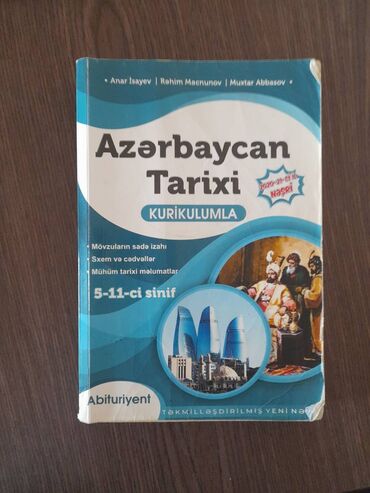 Anar İsayev | Rəhim Məcnunov | Muxtar Abbasov
Azərbaycan
Tarixi
KURİKULUMLA
NƏŞRİ
Mövzuların sadə izahı
Sxem və cədvəllər
Mühüm tarixi məlumatlar
5-11-ci sinif
Abituriyent
TƏKMİLLƏŞDİRİLMİŞ YENİ